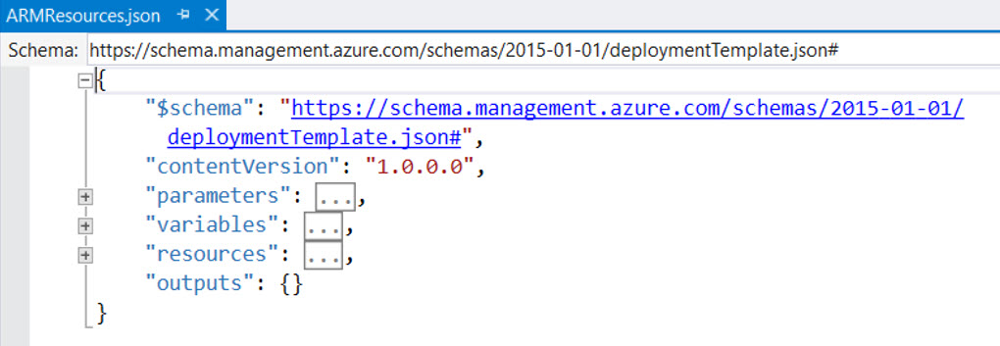 ARMResources.json
Schema: https://schema.management.azure.com/schemas/2015-01-01/deploymentTemplate.json#
{
"$schema": "https://schema.management.azure.com/schemas/2015-01-01/
deploymentTemplate.json#",
"contentVersion": "1.0.0.0",
"parameters": ...,
"variables": ...,
"resources": ...,
"outputs": {}
}